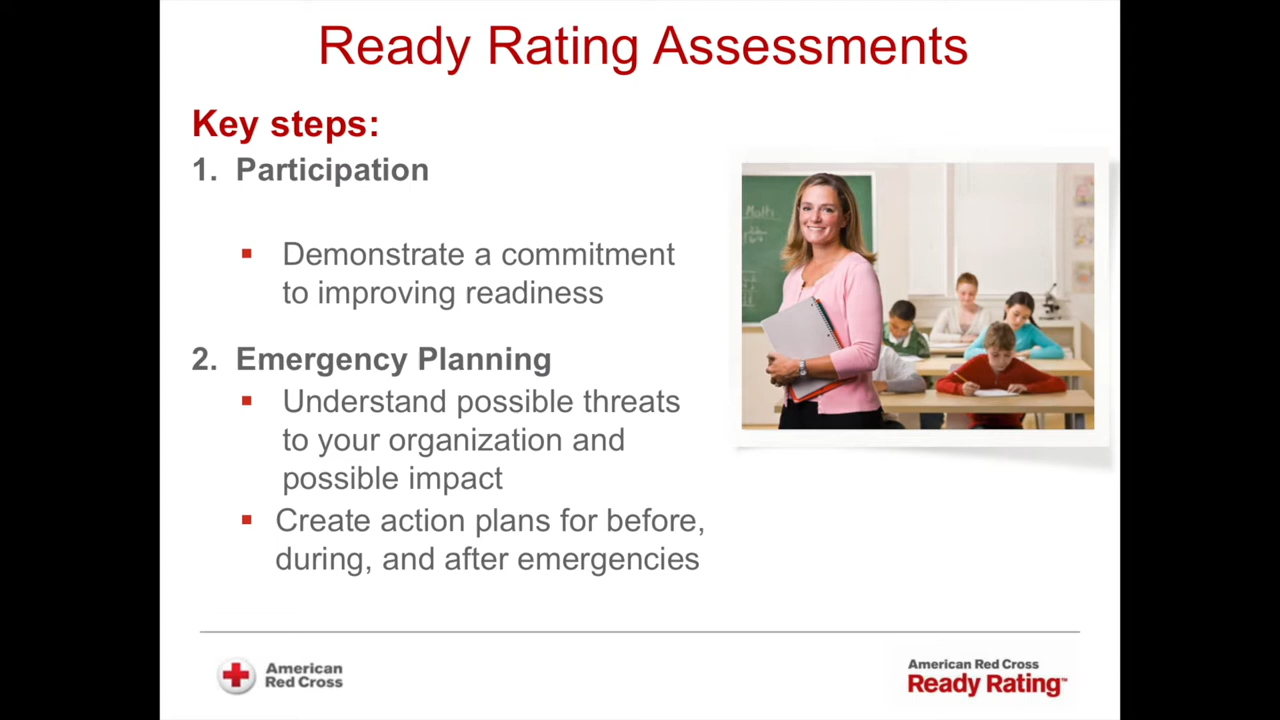 Ready Rating Assessments
Key steps:
1. Participation
▪ Demonstrate a commitment
to improving readiness
2. Emergency Planning
▪ Understand possible threats
to your organization and
possible impact
▪ Create action plans for before,
during, and after emergencies
American
Red Cross
American Red Cross
Ready Rating™